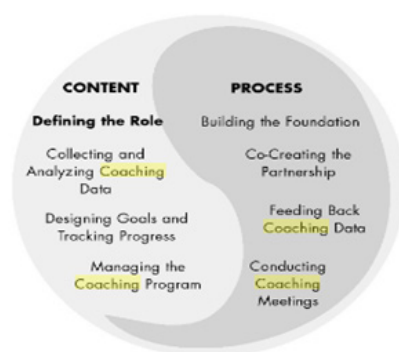 CONTENT
Defining the Role
Collecting and
Analyzing Coaching
Data
Designing Goals and
Tracking Progress
Managing the
Coaching Program
PROCESS
Building the Foundation
Co-Creating the
Partnership
Feeding Back
Coaching Data
Conducting
Coaching
Meetings